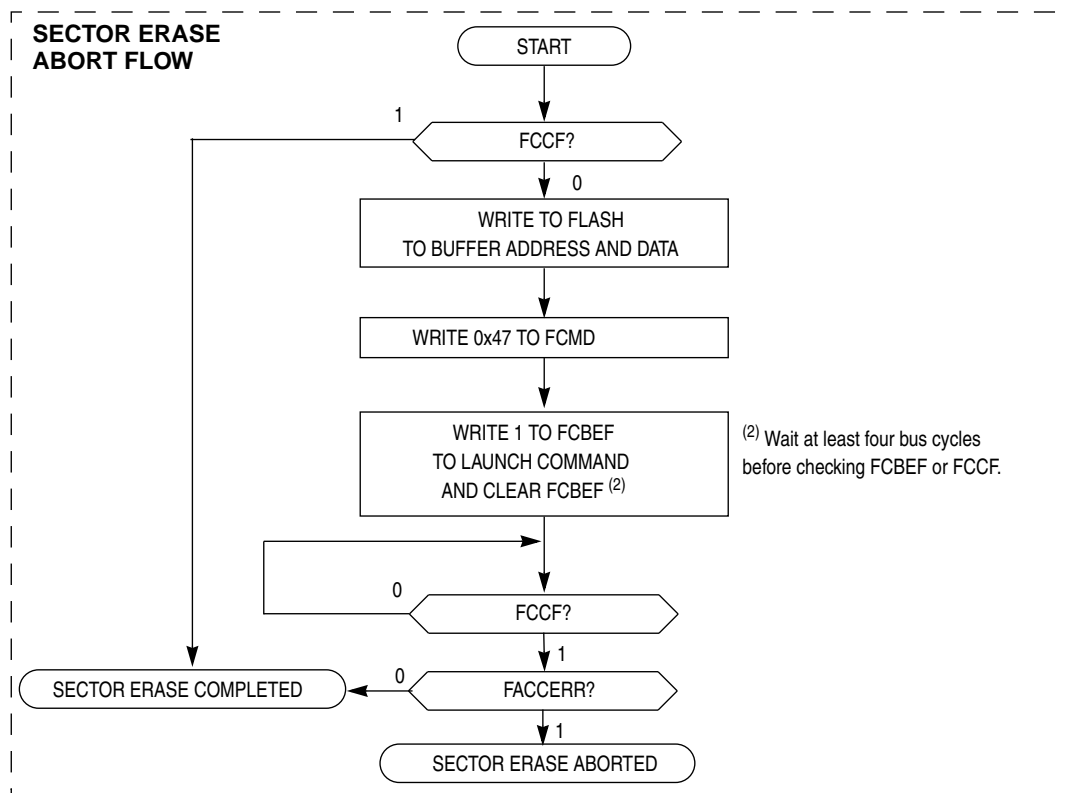 SECTOR ERASE
ABORT FLOW
START
1
FCCF?
0
WRITE TO FLASH
TO BUFFER ADDRESS AND DATA
WRITE 0x47 TO FCMD
WRITE 1 TO FCBEF
TO LAUNCH COMMAND
AND CLEAR FCBEF (2)
(2) Wait at least four bus cycles
before checking FCBEF or FCCF.
0
FCCF?
1
SECTOR ERASE COMPLETED
0
FACCERR?
1
SECTOR ERASE ABORTED